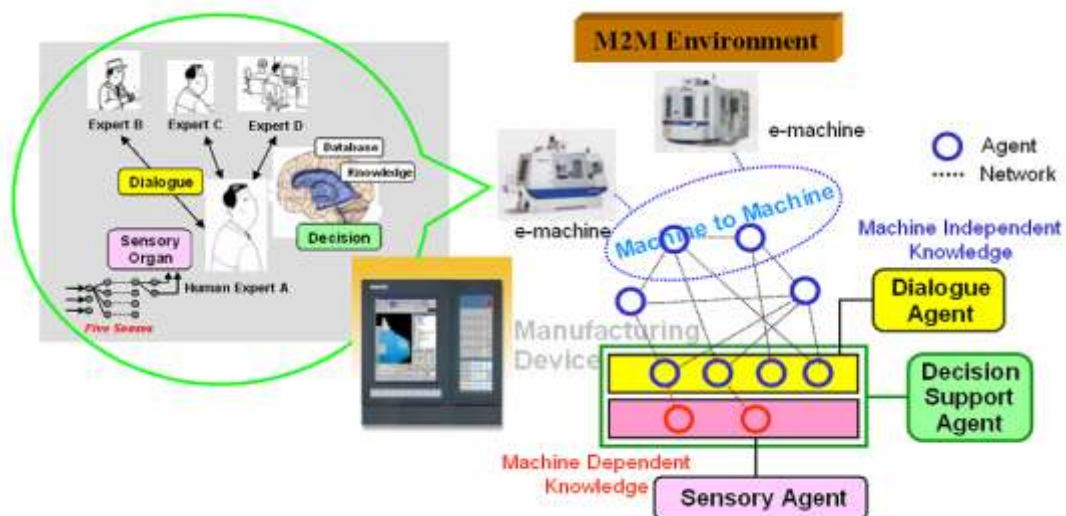 M2M Environment
Expert B
Expert C
Expert D
Database
Knowledge
Dialogue
Decision
Sensory
Organ
Human Expert A
Five Senses
e-machine
e-machine
Agent
Network
Machine to Machine
Machine Independent
Knowledge
Dialogue
Agent
Manufacturing
Device
Decision
Support
Agent
Machine Dependent
Knowledge
Sensory Agent